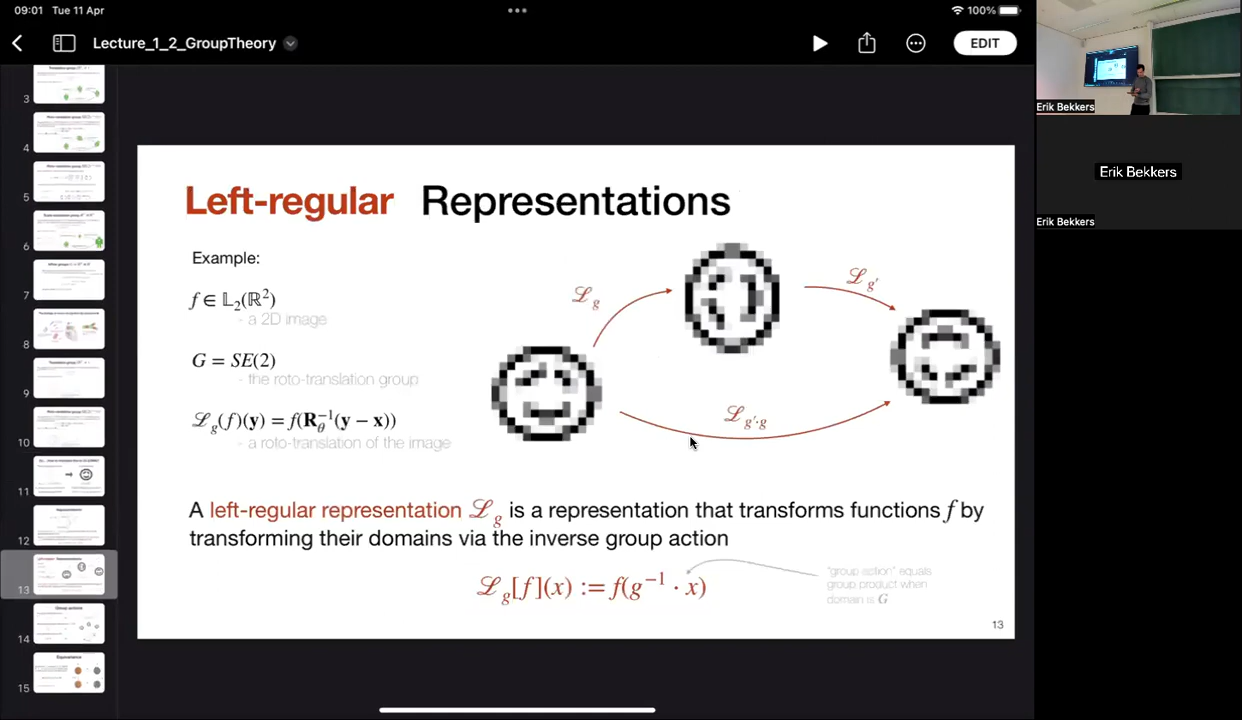 09:01 Tue 11 Apr
100%
Lecture_1_2_GroupTheory
EDIT
Erik Bekkers
Erik Bekkers
Erik Bekkers
3
4
5
6
7
8
9
10
11
12
13
14
15
Left-regular Representations
Example:
f ∈ 𝕃₂(ℝ²)
- a 2D image
G = SE(2)
- the roto-translation group
ℒ_g(f)(𝐲) = f(𝐑_θ⁻¹(𝐲 − 𝐱))
- a roto-translation of the image
ℒ_g
ℒ_g′
ℒ_g′·g
A left-regular representation ℒ_g is a representation that transforms functions f by
transforming their domains via the inverse group action
ℒ_g[f](x) := f(g⁻¹ · x)
"group action" equals
group product when
domain is G
13